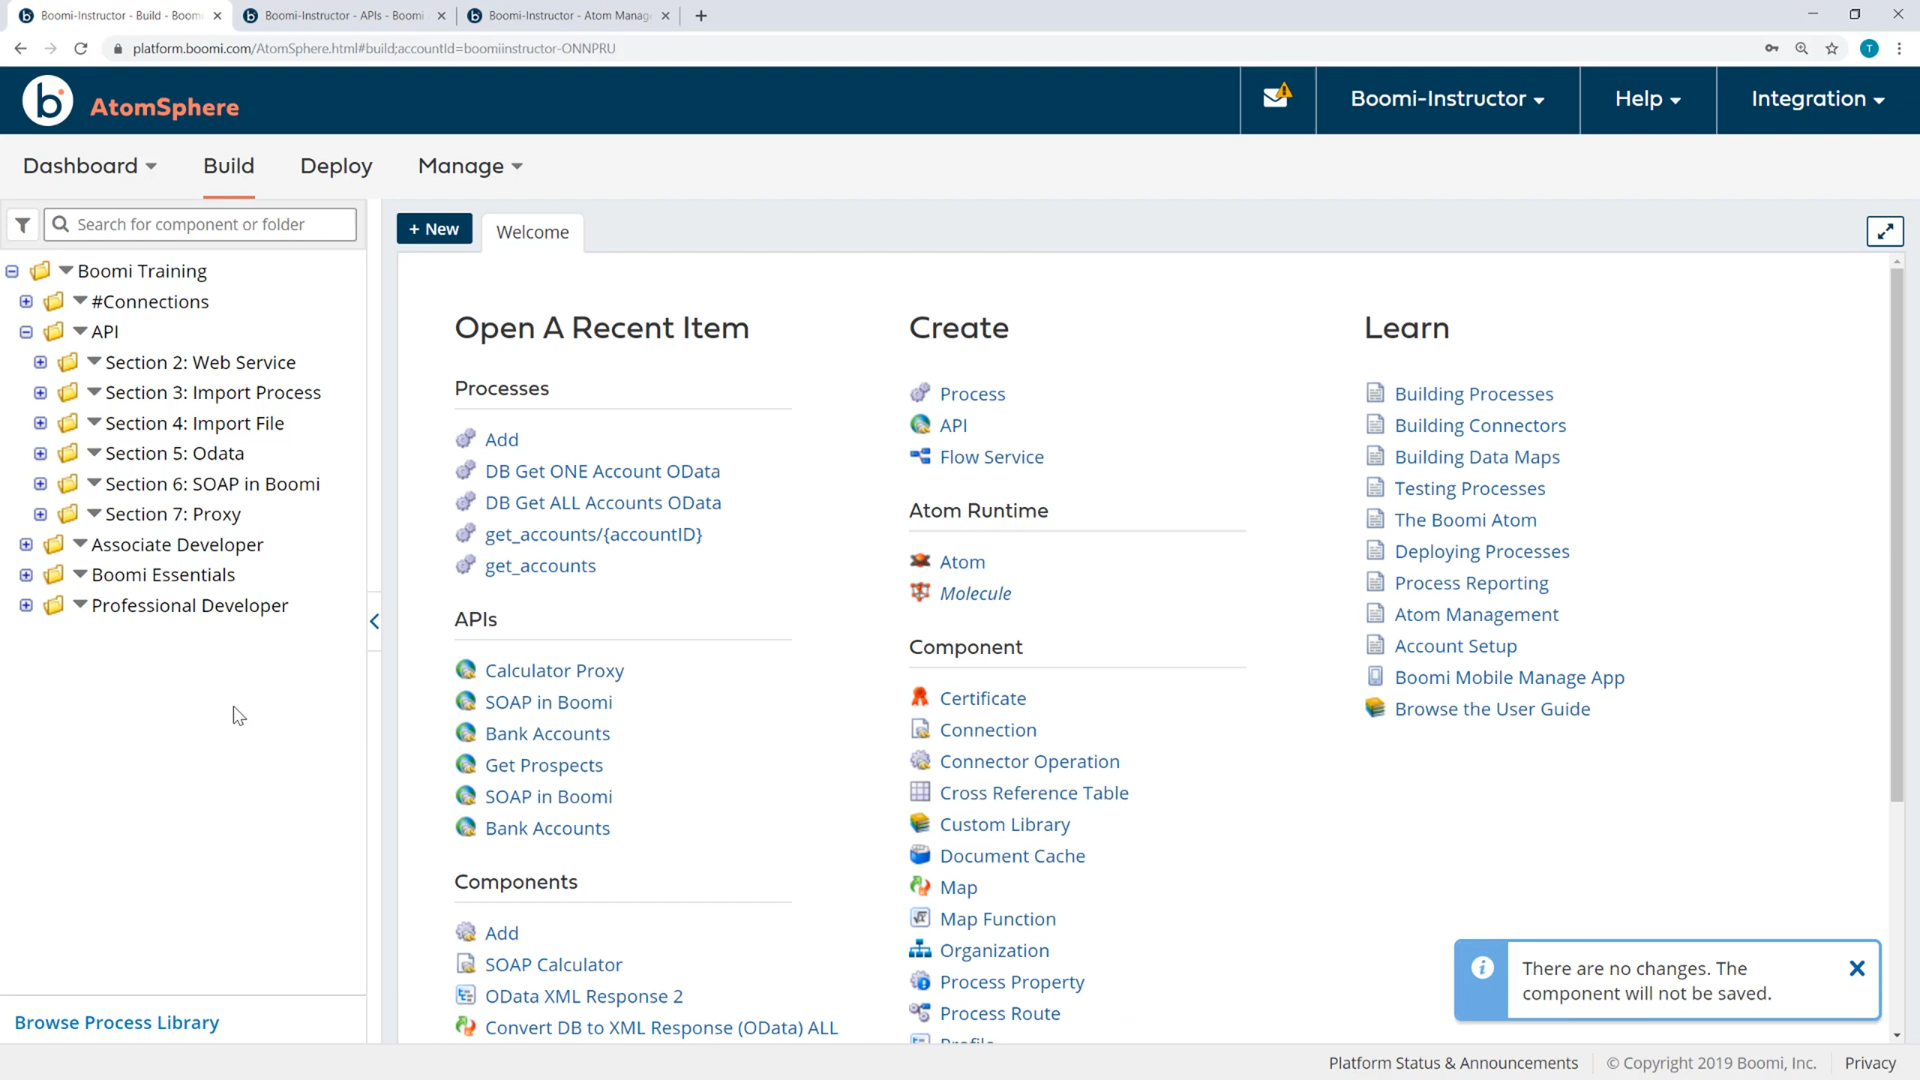 Boomi-Instructor - Build - Boomi
Boomi-Instructor - APIs - Boomi
Boomi-Instructor - Atom Manag
platform.boomi.com/AtomSphere.html#build;accountId=boomiinstructor-ONNPRU
T
b AtomSphere
Boomi-Instructor
Help
Integration
Dashboard
Build
Deploy
Manage
Search for component or folder
+ New
Welcome
Boomi Training
#Connections
API
Section 2: Web Service
Section 3: Import Process
Section 4: Import File
Section 5: Odata
Section 6: SOAP in Boomi
Section 7: Proxy
Associate Developer
Boomi Essentials
Professional Developer
Browse Process Library
Open A Recent Item
Processes
Add
DB Get ONE Account OData
DB Get ALL Accounts OData
get_accounts/{accountID}
get_accounts
APIs
Calculator Proxy
SOAP in Boomi
Bank Accounts
Get Prospects
SOAP in Boomi
Bank Accounts
Components
Add
SOAP Calculator
OData XML Response 2
Convert DB to XML Response (OData) ALL
Create
Process
API
Flow Service
Atom Runtime
Atom
Molecule
Component
Certificate
Connection
Connector Operation
Cross Reference Table
Custom Library
Document Cache
Map
Map Function
Organization
Process Property
Process Route
Profile
Learn
Building Processes
Building Connectors
Building Data Maps
Testing Processes
The Boomi Atom
Deploying Processes
Process Reporting
Atom Management
Account Setup
Boomi Mobile Manage App
Browse the User Guide
There are no changes. The
component will not be saved.
Platform Status & Announcements
© Copyright 2019 Boomi, Inc.
Privacy